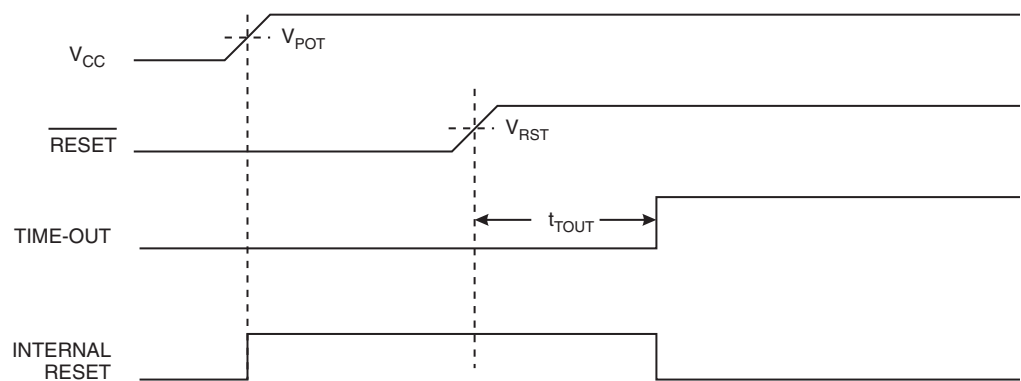 V_CC
V_POT
RESET
V_RST
TIME-OUT
t_TOUT
INTERNAL
RESET